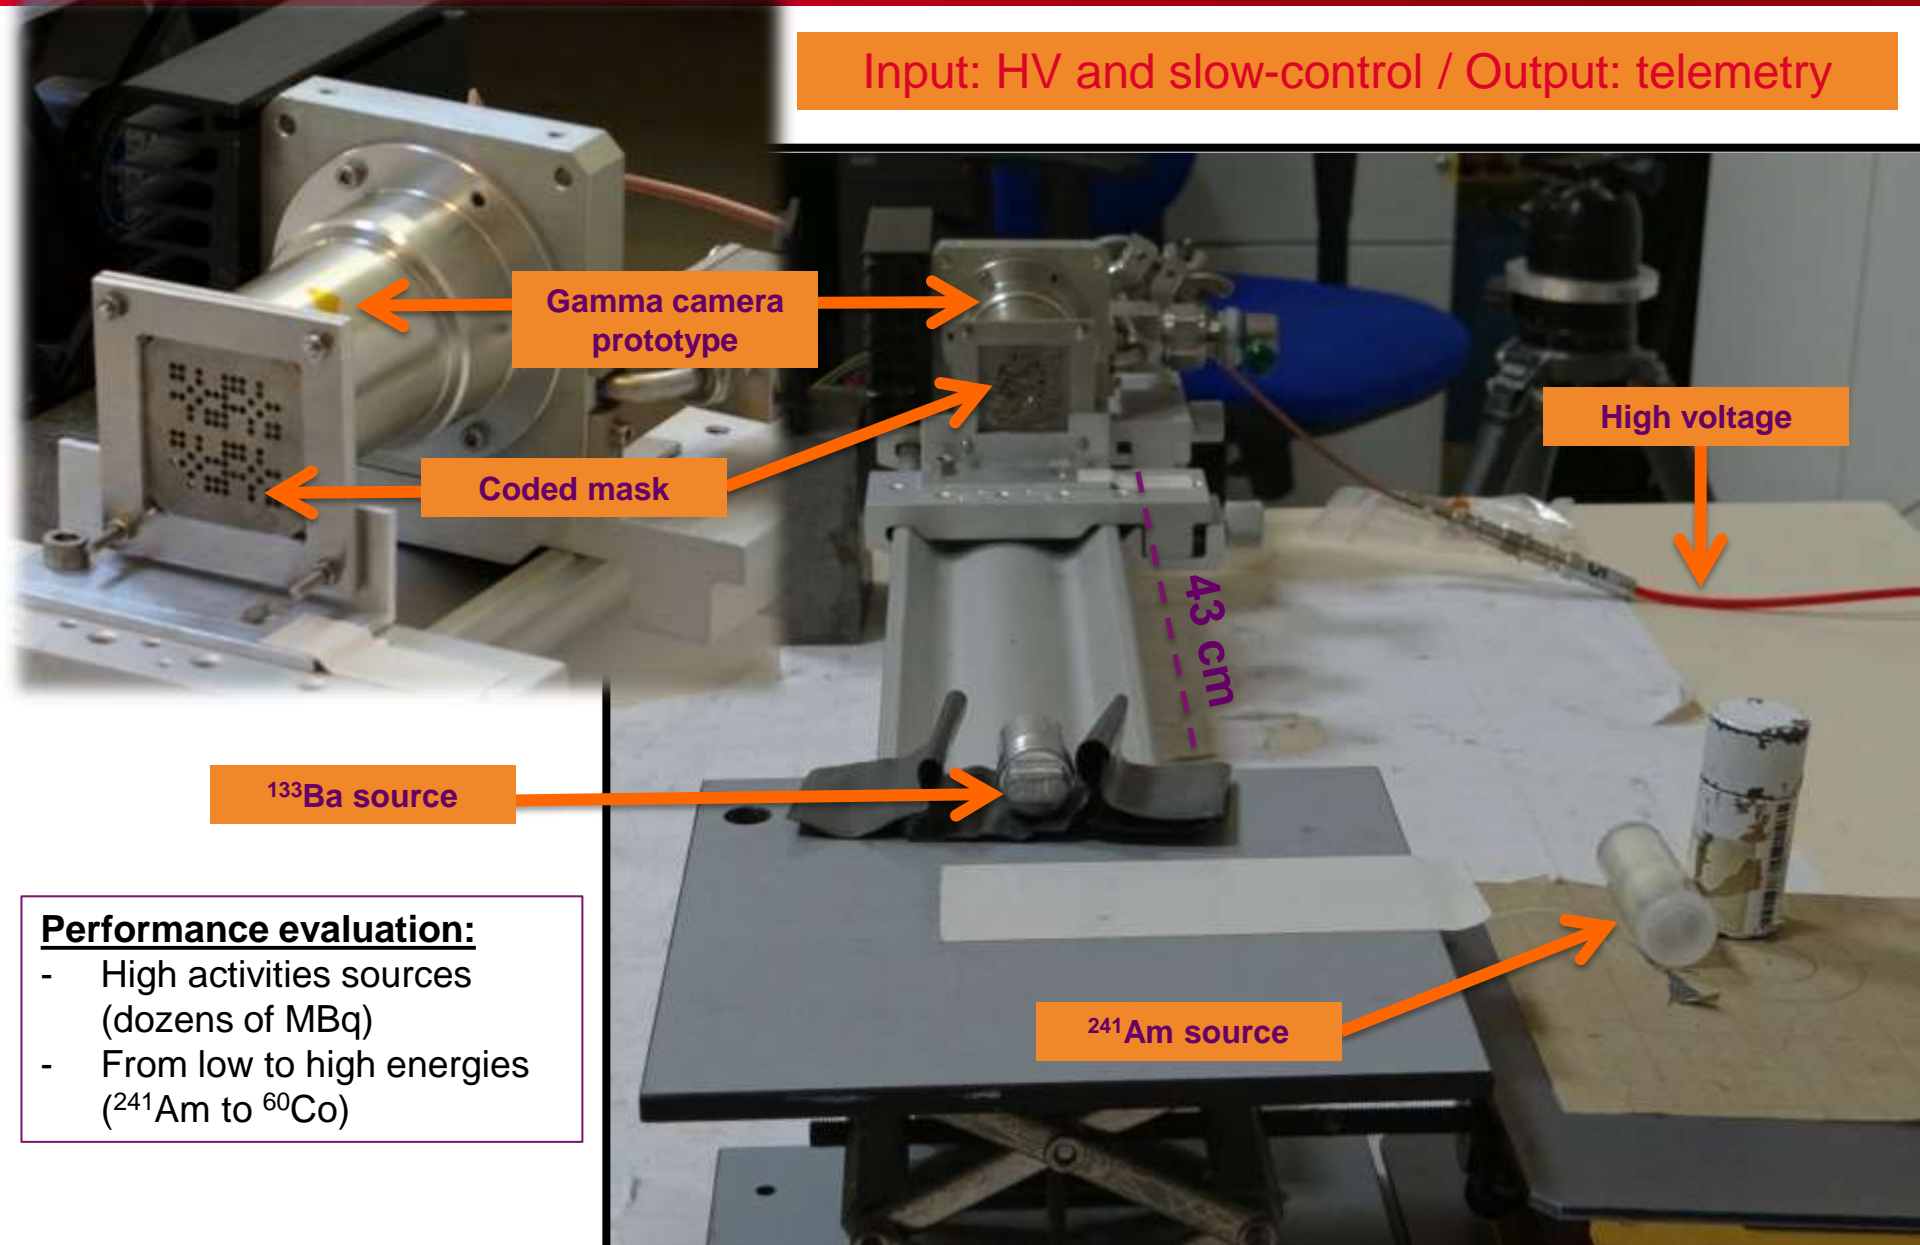 Input: HV and slow-control / Output: telemetry
Gamma camera
prototype
High voltage
Coded mask
43 cm
¹³³Ba source
Performance evaluation:
- High activities sources
(dozens of MBq)
- From low to high energies
(²⁴¹Am to ⁶⁰Co)
²⁴¹Am source